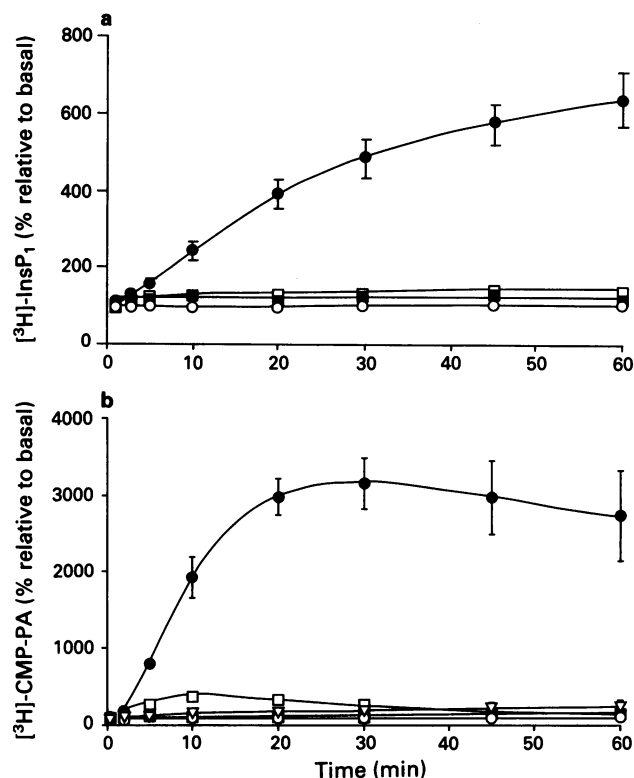 a
800
600
400
200
0
[³H]-InsP₁ (% relative to basal)
0 10 20 30 40 50 60
b
4000
3000
2000
1000
0
[³H]-CMP-PA (% relative to basal)
0 10 20 30 40 50 60
Time (min)